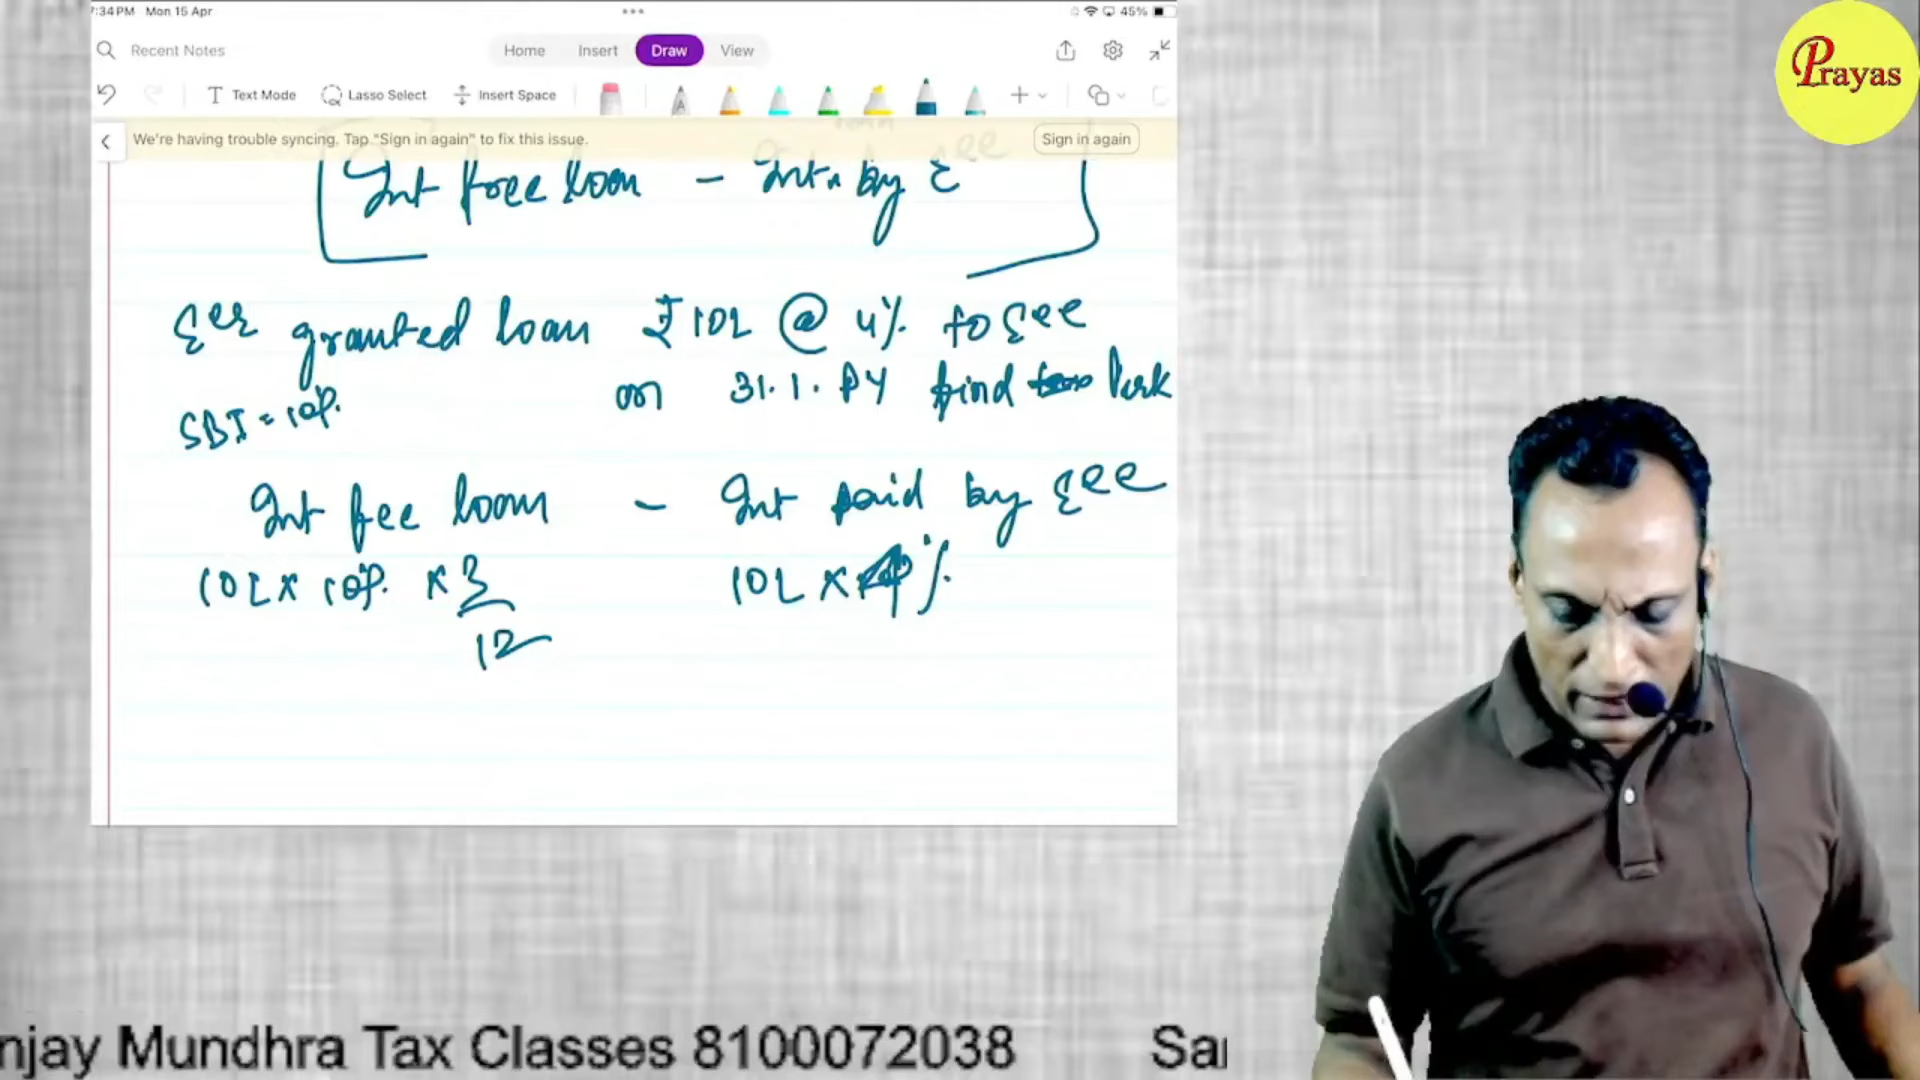 7:34 PM Mon 15 Apr 45%
Recent Notes Home Insert Draw View
Text Mode Lasso Select Insert Space
We're having trouble syncing. Tap "Sign in again" to fix this issue. Sign in again
Prayas
Int free loan - Int. by E
Eer granted loan ₹10L @ 4% to Eee
on 31.1.PY find Perk
SBI = 10%.
Int fee loan - Int paid by Eee
10L x 10%. x 3 10L x 4%
12
njay Mundhra Tax Classes 8100072038 Sa